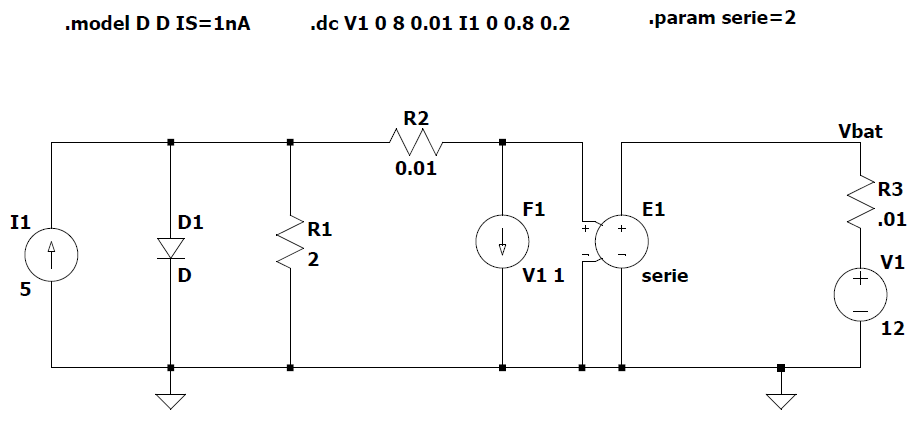 .model D D IS=1nA
.dc V1 0 8 0.01 I1 0 0.8 0.2
.param serie=2
R2
0.01
Vbat
I1
5
D1
D
R1
2
F1
V1 1
E1
serie
R3
.01
V1
12